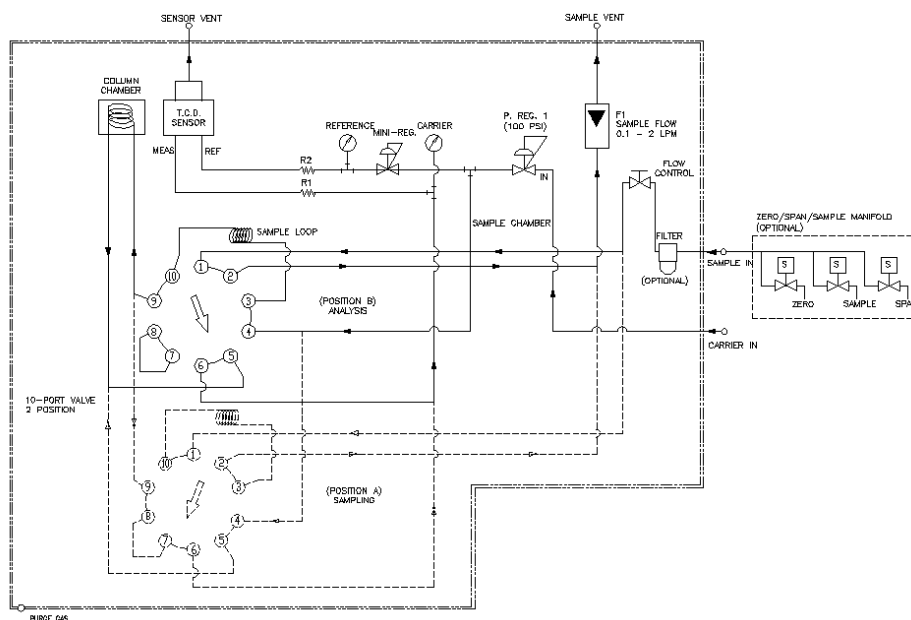 SENSOR VENT
SAMPLE VENT
COLUMN
CHAMBER
T.C.D.
SENSOR
MEAS
REF
REFERENCE
MINI-REG.
CARRIER
P. REG. 1
(100 PSI)
IN
F1
SAMPLE FLOW
0.1 - 2 LPM
FLOW
CONTROL
R2
R1
ZERO/SPAN/SAMPLE MANIFOLD
(OPTIONAL)
S
S
S
ZERO
SAMPLE
SPA
SAMPLE LOOP
SAMPLE CHAMBER
FILTER
(OPTIONAL)
SAMPLE IN
CARRIER IN
10
1
2
9
3
8
4
7
6
5
(POSITION B)
ANALYSIS
10-PORT VALVE
2 POSITION
10
1
2
9
3
8
4
7
6
5
(POSITION A)
SAMPLING
PURGE GAS